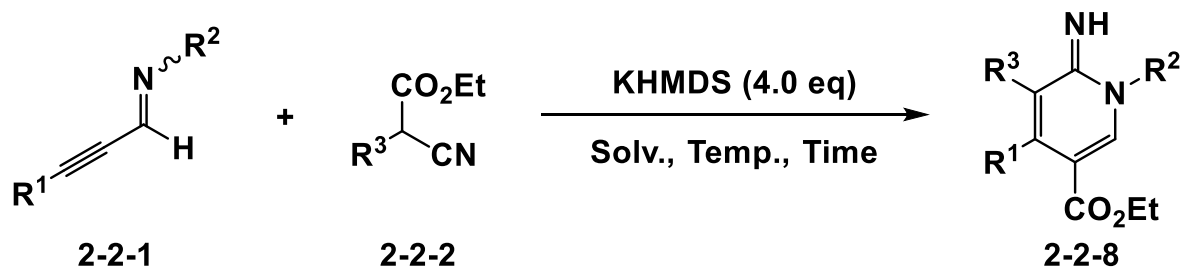 R² N H R¹
2-2-1
+
CO₂Et R³ CN
2-2-2
KHMDS (4.0 eq)
Solv., Temp., Time
NH R³ N R² R¹ CO₂Et
2-2-8